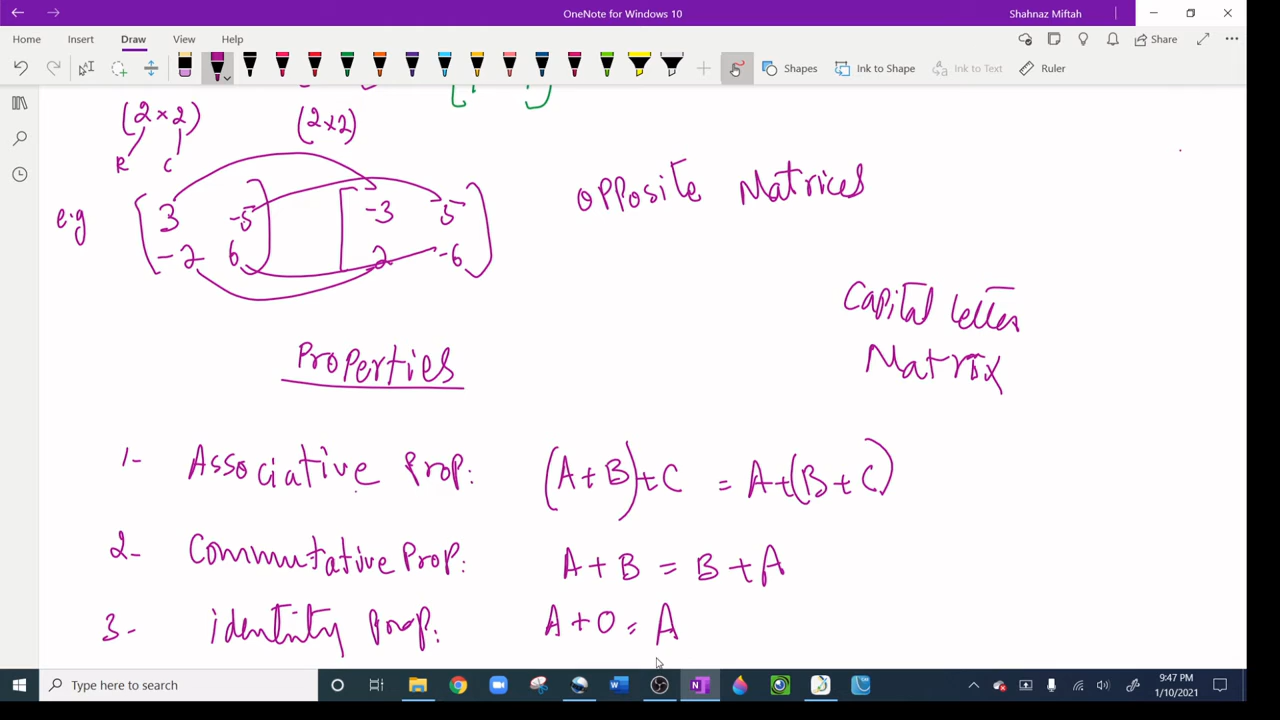 OneNote for Windows 10
Shahnaz Miftah
Home Insert Draw View Help
Share
Shapes Ink to Shape Ink to Text Ruler
(2×2) (2×2)
R C
e.g [3 -5 -3 5
-2 6] 2 -6]
Opposite Matrices
Capital letter
Matrix
Properties
1- Associative Prop: (A+B)+C = A+(B+C)
2- Commutative Prop: A+B = B+A
3- identity Prop: A+0 = A
Type here to search
9:47 PM
1/10/2021